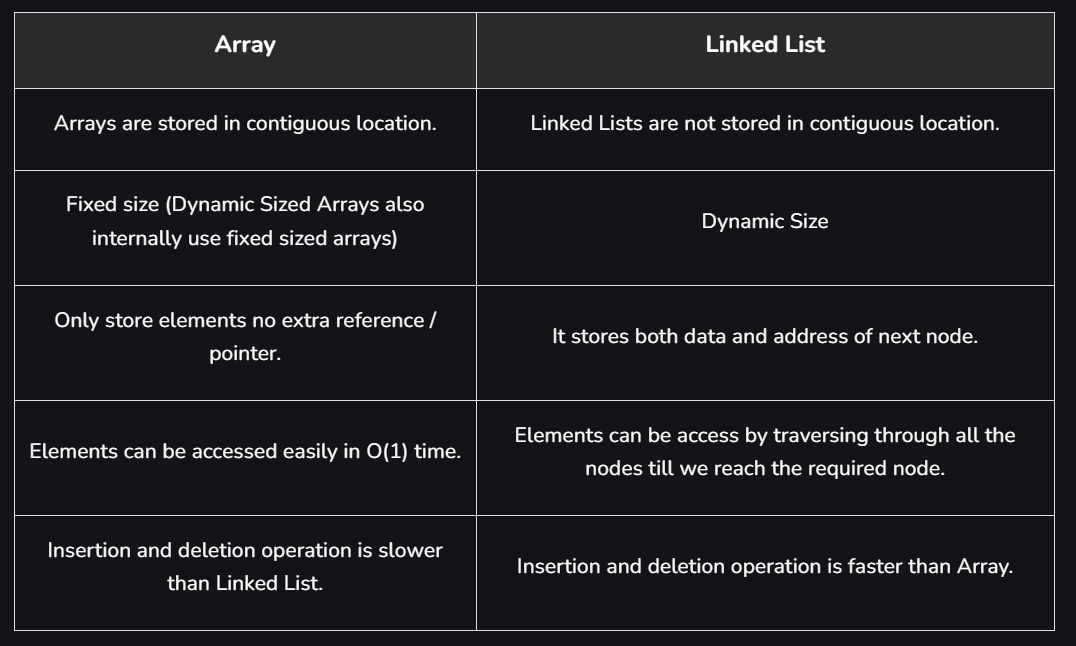 Array
Linked List
Arrays are stored in contiguous location.
Linked Lists are not stored in contiguous location.
Fixed size (Dynamic Sized Arrays also
internally use fixed sized arrays)
Dynamic Size
Only store elements no extra reference /
pointer.
It stores both data and address of next node.
Elements can be accessed easily in O(1) time.
Elements can be access by traversing through all the
nodes till we reach the required node.
Insertion and deletion operation is slower
than Linked List.
Insertion and deletion operation is faster than Array.